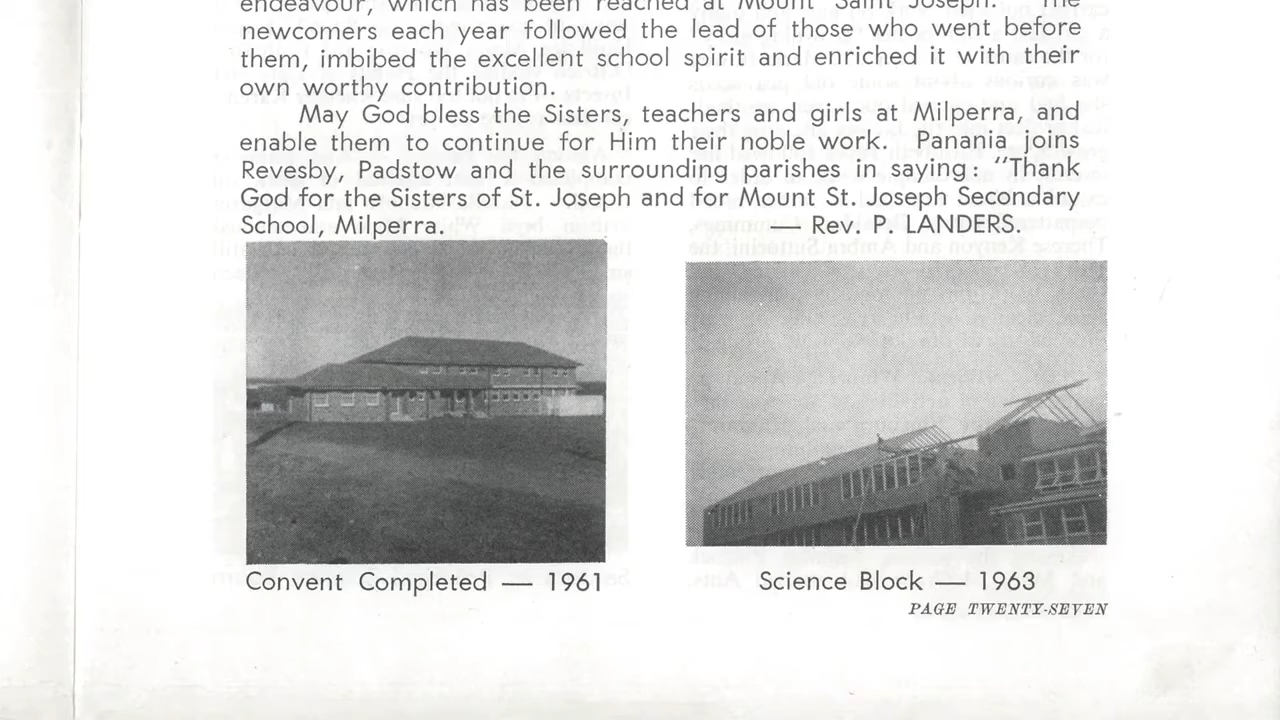 endeavour, which has been reached at Mount Saint Joseph. The
newcomers each year followed the lead of those who went before
them, imbibed the excellent school spirit and enriched it with their
own worthy contribution.
May God bless the Sisters, teachers and girls at Milperra, and
enable them to continue for Him their noble work. Panania joins
Revesby, Padstow and the surrounding parishes in saying: "Thank
God for the Sisters of St. Joseph and for Mount St. Joseph Secondary
School, Milperra. — Rev. P. LANDERS.
Convent Completed — 1961
Science Block — 1963
PAGE TWENTY-SEVEN